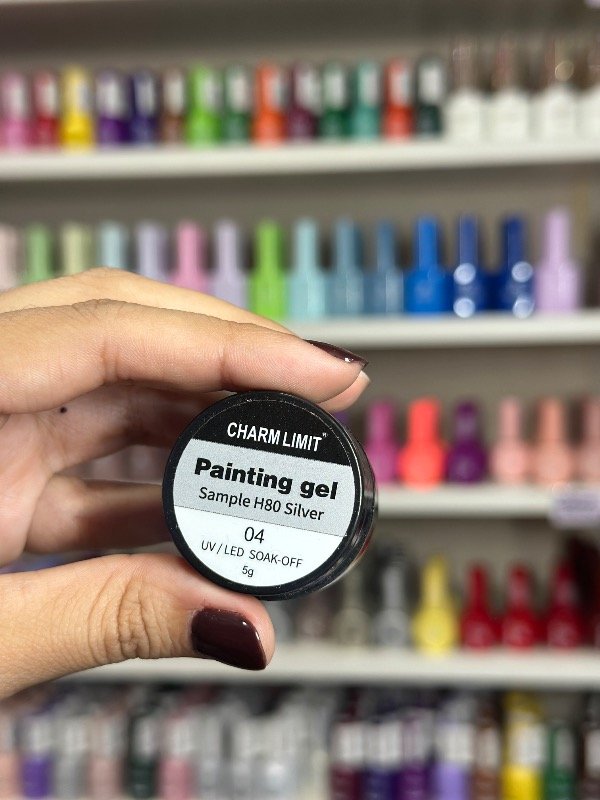 CHARM LIMIT
Painting gel
Sample H80 Silver
04
UV / LED SOAK-OFF
5g